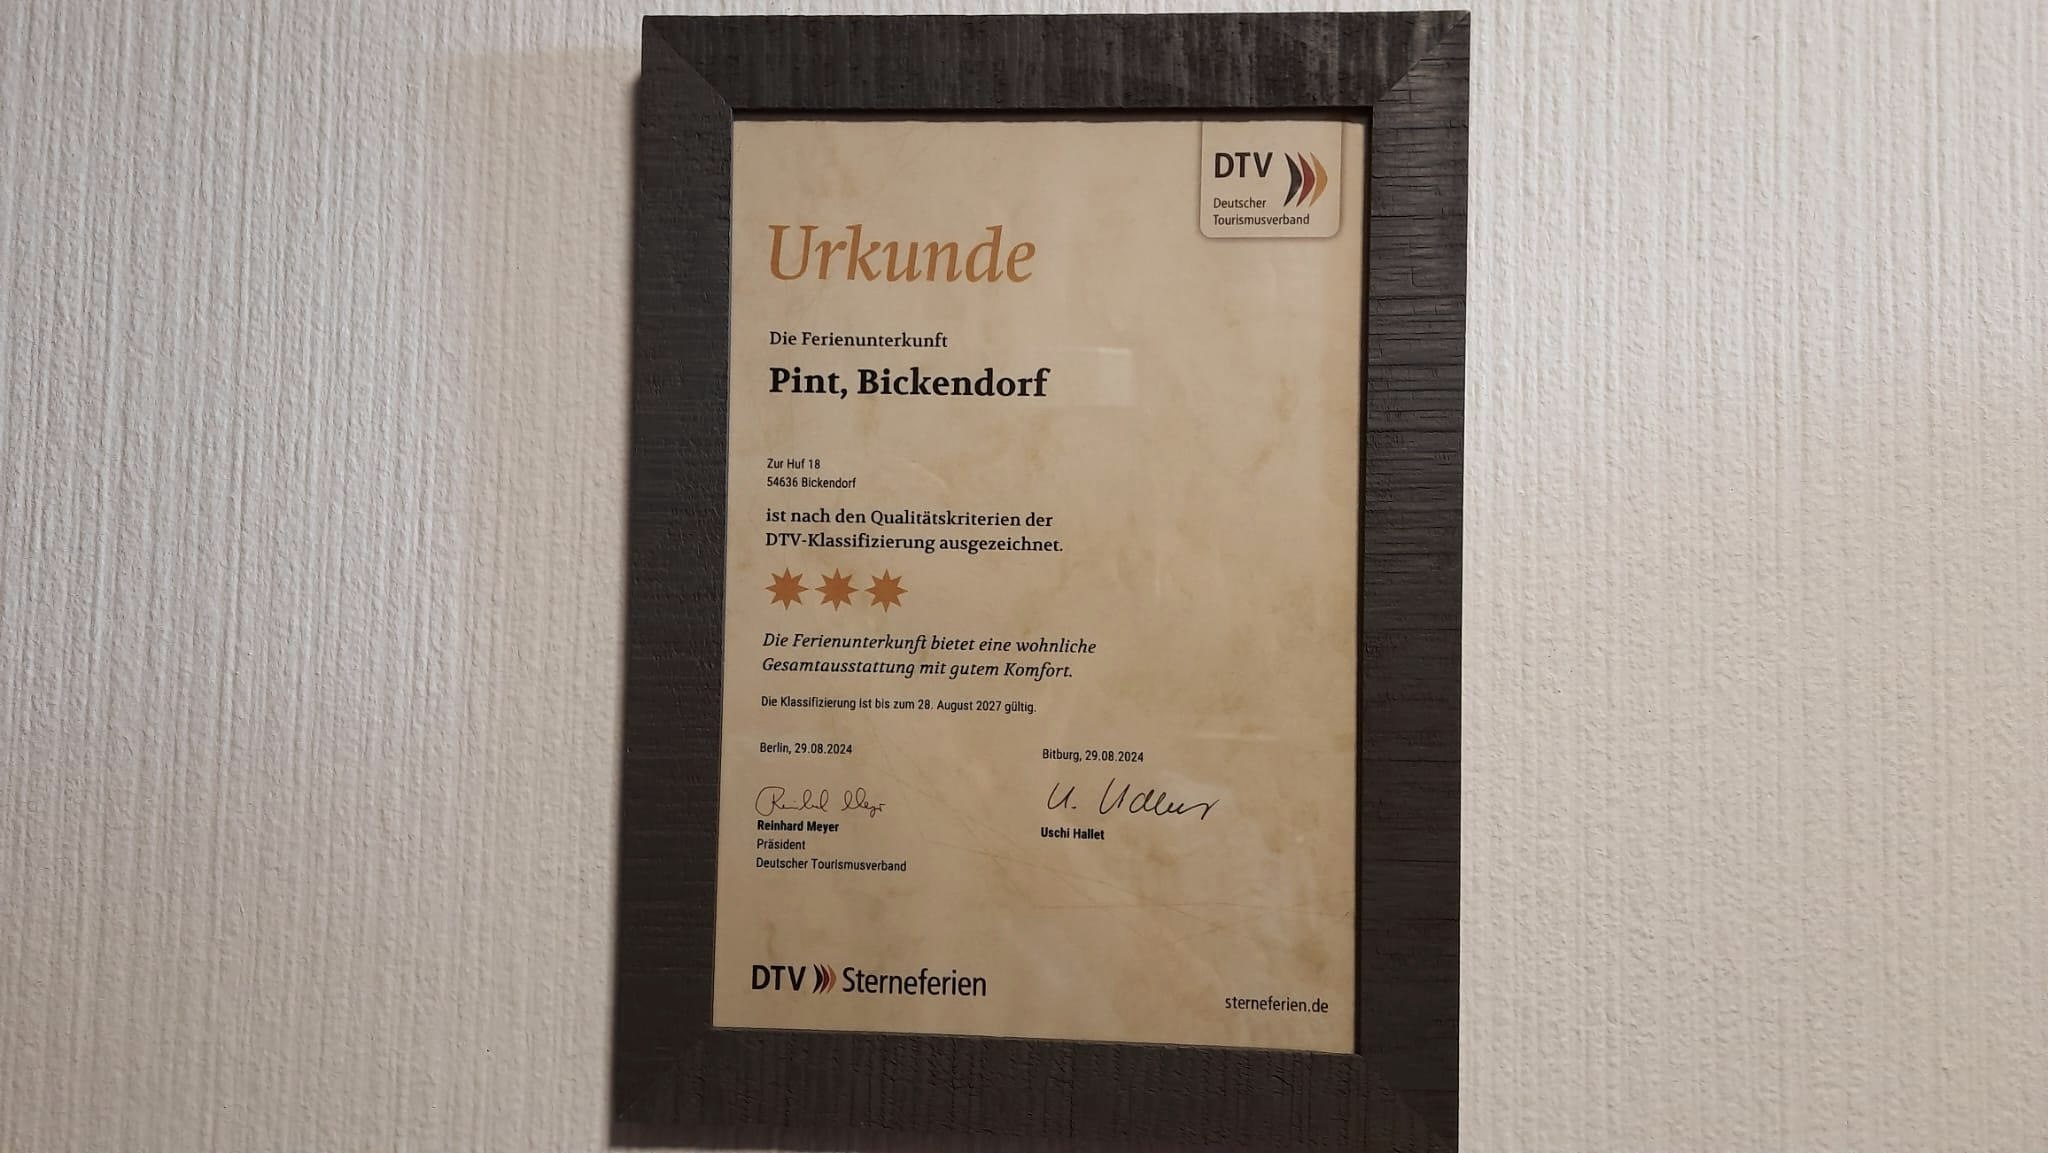 DTV
Deutscher
Tourismusverband
Urkunde
Die Ferienunterkunft
Pint, Bickendorf
Zur Huf 18
54636 Bickendorf
ist nach den Qualitätskriterien der
DTV-Klassifizierung ausgezeichnet.
Die Ferienunterkunft bietet eine wohnliche
Gesamtausstattung mit gutem Komfort.
Die Klassifizierung ist bis zum 28. August 2027 gültig.
Berlin, 29.08.2024
Reinhard Meyer
Reinhard Meyer
Präsident
Deutscher Tourismusverband
Bitburg, 29.08.2024
U. Hallet
Uschi Hallet
DTV Sterneferien
sterneferien.de